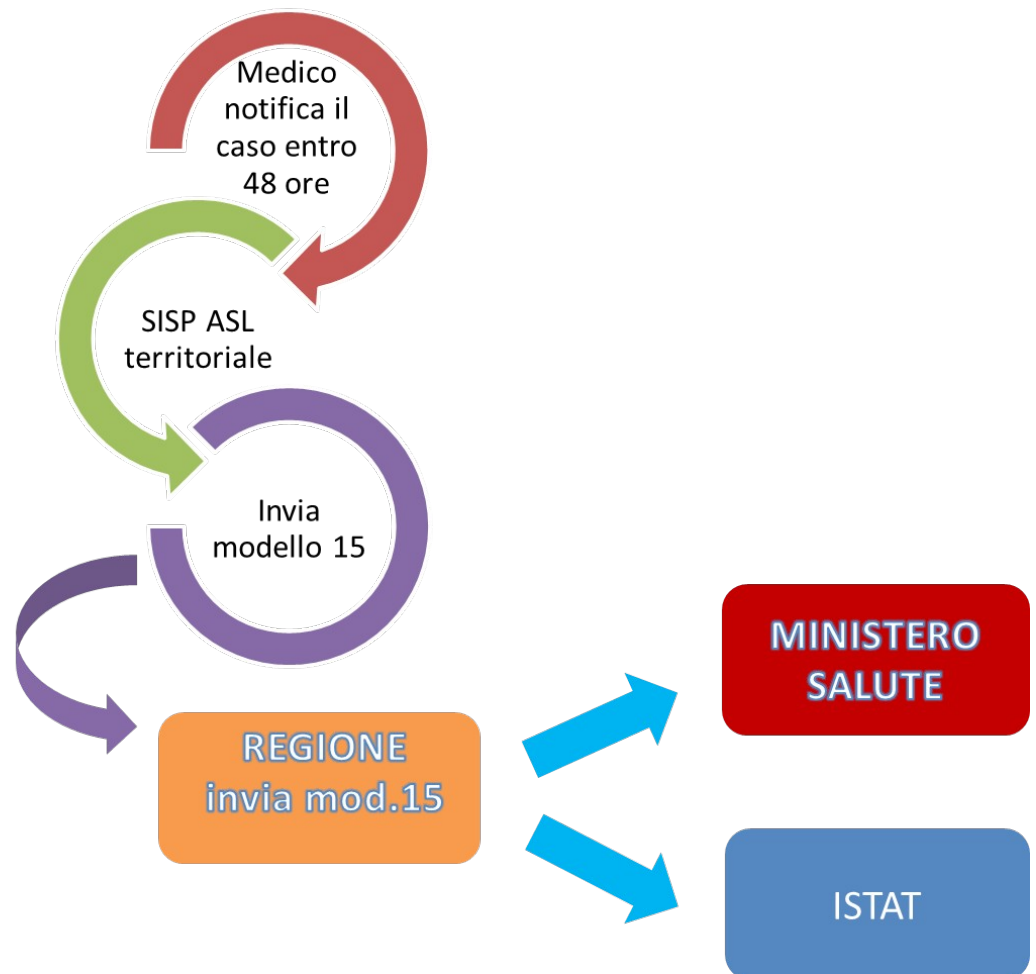 Medico
notifica il
caso entro
48 ore
SISP ASL
territoriale
Invia
modello 15
REGIONE
invia mod.15
MINISTERO
SALUTE
ISTAT